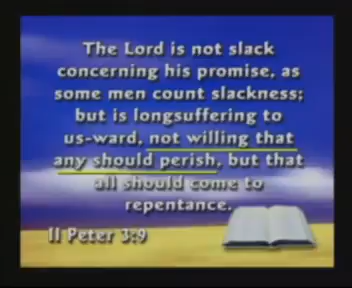 The Lord is not slack
concerning his promise, as
some men count slackness;
but is longsuffering to
us-ward, not willing that
any should perish, but that
all should come to
repentance.
II Peter 3:9